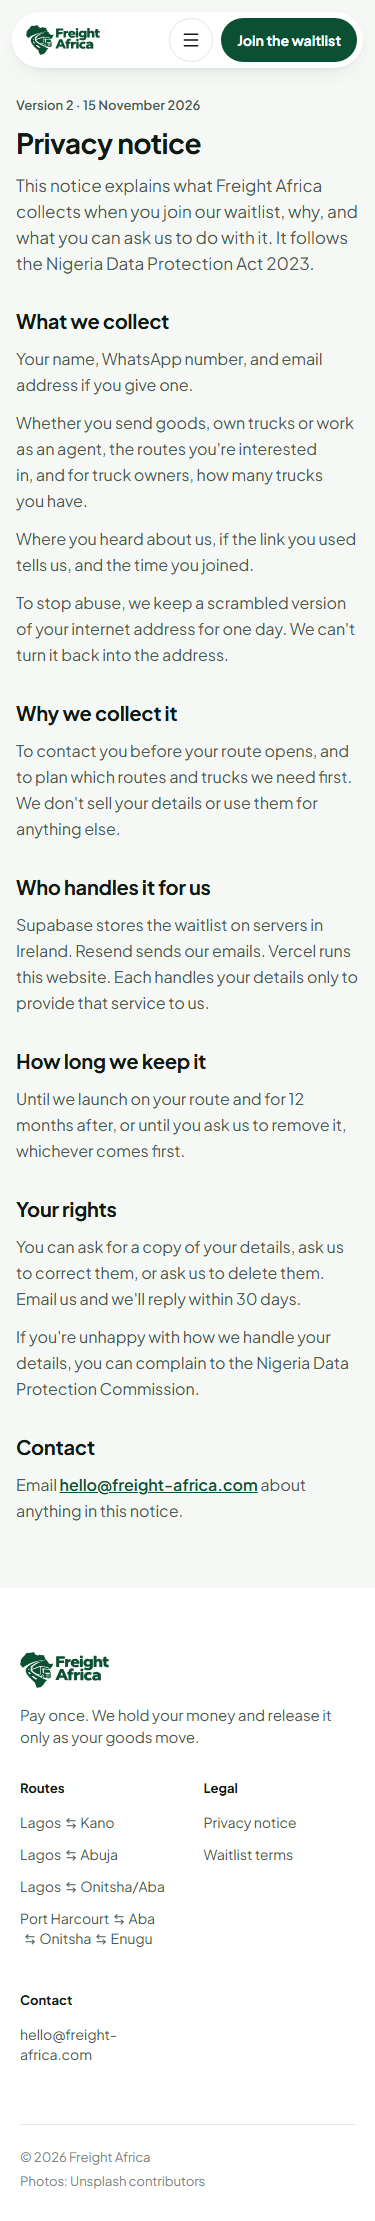 Freight
Africa
Join the waitlist
Version 2 · 15 November 2026
Privacy notice
This notice explains what Freight Africa
collects when you join our waitlist, why, and
what you can ask us to do with it. It follows
the Nigeria Data Protection Act 2023.
What we collect
Your name, WhatsApp number, and email
address if you give one.
Whether you send goods, own trucks or work
as an agent, the routes you're interested
in, and for truck owners, how many trucks
you have.
Where you heard about us, if the link you used
tells us, and the time you joined.
To stop abuse, we keep a scrambled version
of your internet address for one day. We can't
turn it back into the address.
Why we collect it
To contact you before your route opens, and
to plan which routes and trucks we need first.
We don't sell your details or use them for
anything else.
Who handles it for us
Supabase stores the waitlist on servers in
Ireland. Resend sends our emails. Vercel runs
this website. Each handles your details only to
provide that service to us.
How long we keep it
Until we launch on your route and for 12
months after, or until you ask us to remove it,
whichever comes first.
Your rights
You can ask for a copy of your details, ask us
to correct them, or ask us to delete them.
Email us and we'll reply within 30 days.
If you're unhappy with how we handle your
details, you can complain to the Nigeria Data
Protection Commission.
Contact
Email hello@freight-africa.com about
anything in this notice.
Freight
Africa
Pay once. We hold your money and release it
only as your goods move.
Routes
Lagos ⇆ Kano
Lagos ⇆ Abuja
Lagos ⇆ Onitsha/Aba
Port Harcourt ⇆ Aba
⇆ Onitsha ⇆ Enugu
Legal
Privacy notice
Waitlist terms
Contact
hello@freight-
africa.com
© 2026 Freight Africa
Photos: Unsplash contributors